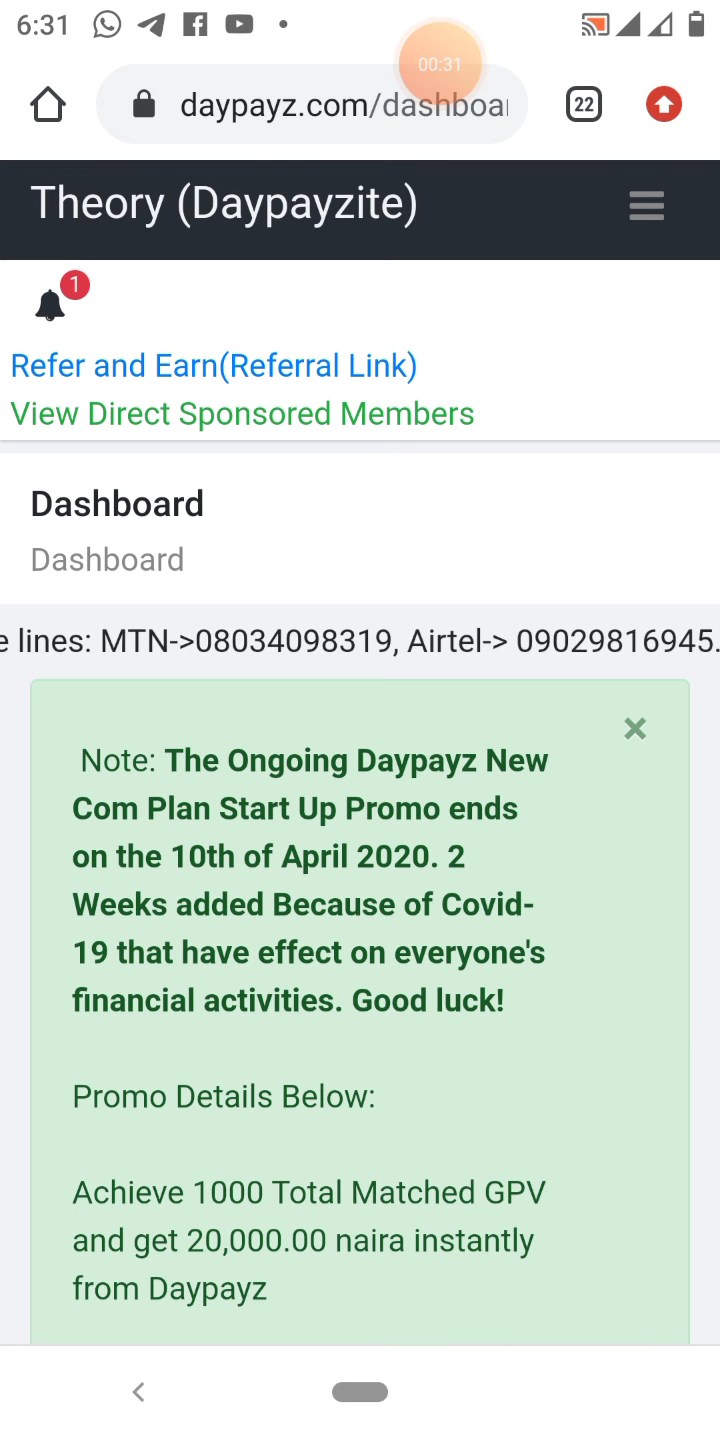 6:31
00:31
daypayz.com/dashboa
22
Theory (Daypayzite)
1
Refer and Earn(Referral Link)
View Direct Sponsored Members
Dashboard
Dashboard
e lines: MTN->08034098319, Airtel-> 09029816945.
Note: The Ongoing Daypayz New
Com Plan Start Up Promo ends
on the 10th of April 2020. 2
Weeks added Because of Covid-
19 that have effect on everyone's
financial activities. Good luck!
Promo Details Below:
Achieve 1000 Total Matched GPV
and get 20,000.00 naira instantly
from Daypayz